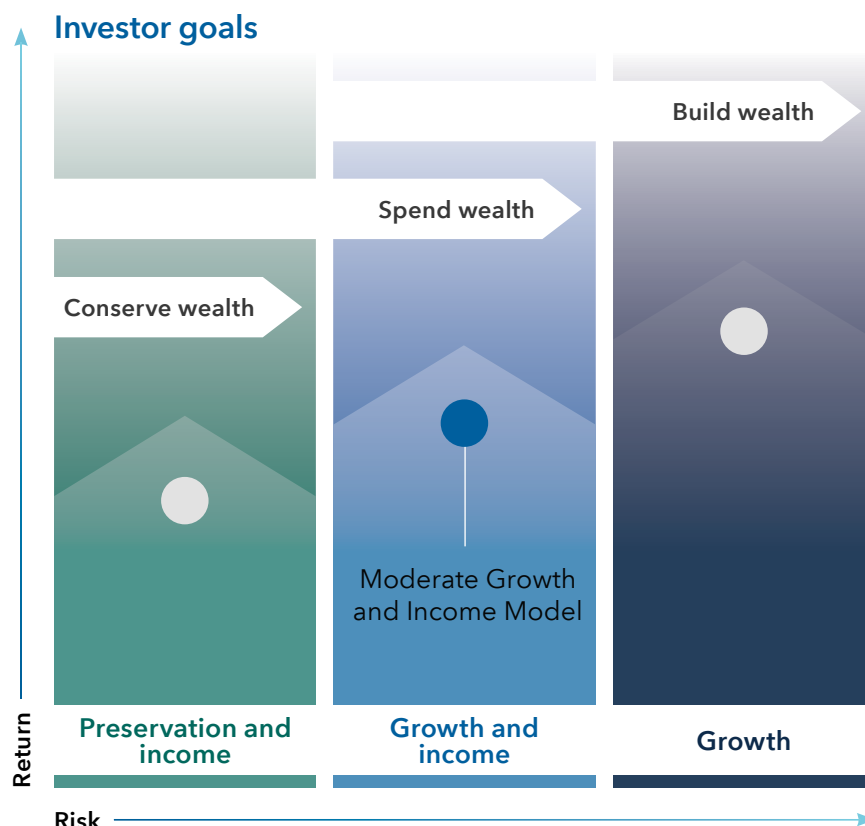 Investor goals
Build wealth
Spend wealth
Conserve wealth
Moderate Growth
and Income Model
Preservation and
income
Growth and
income
Growth
Return
Risk